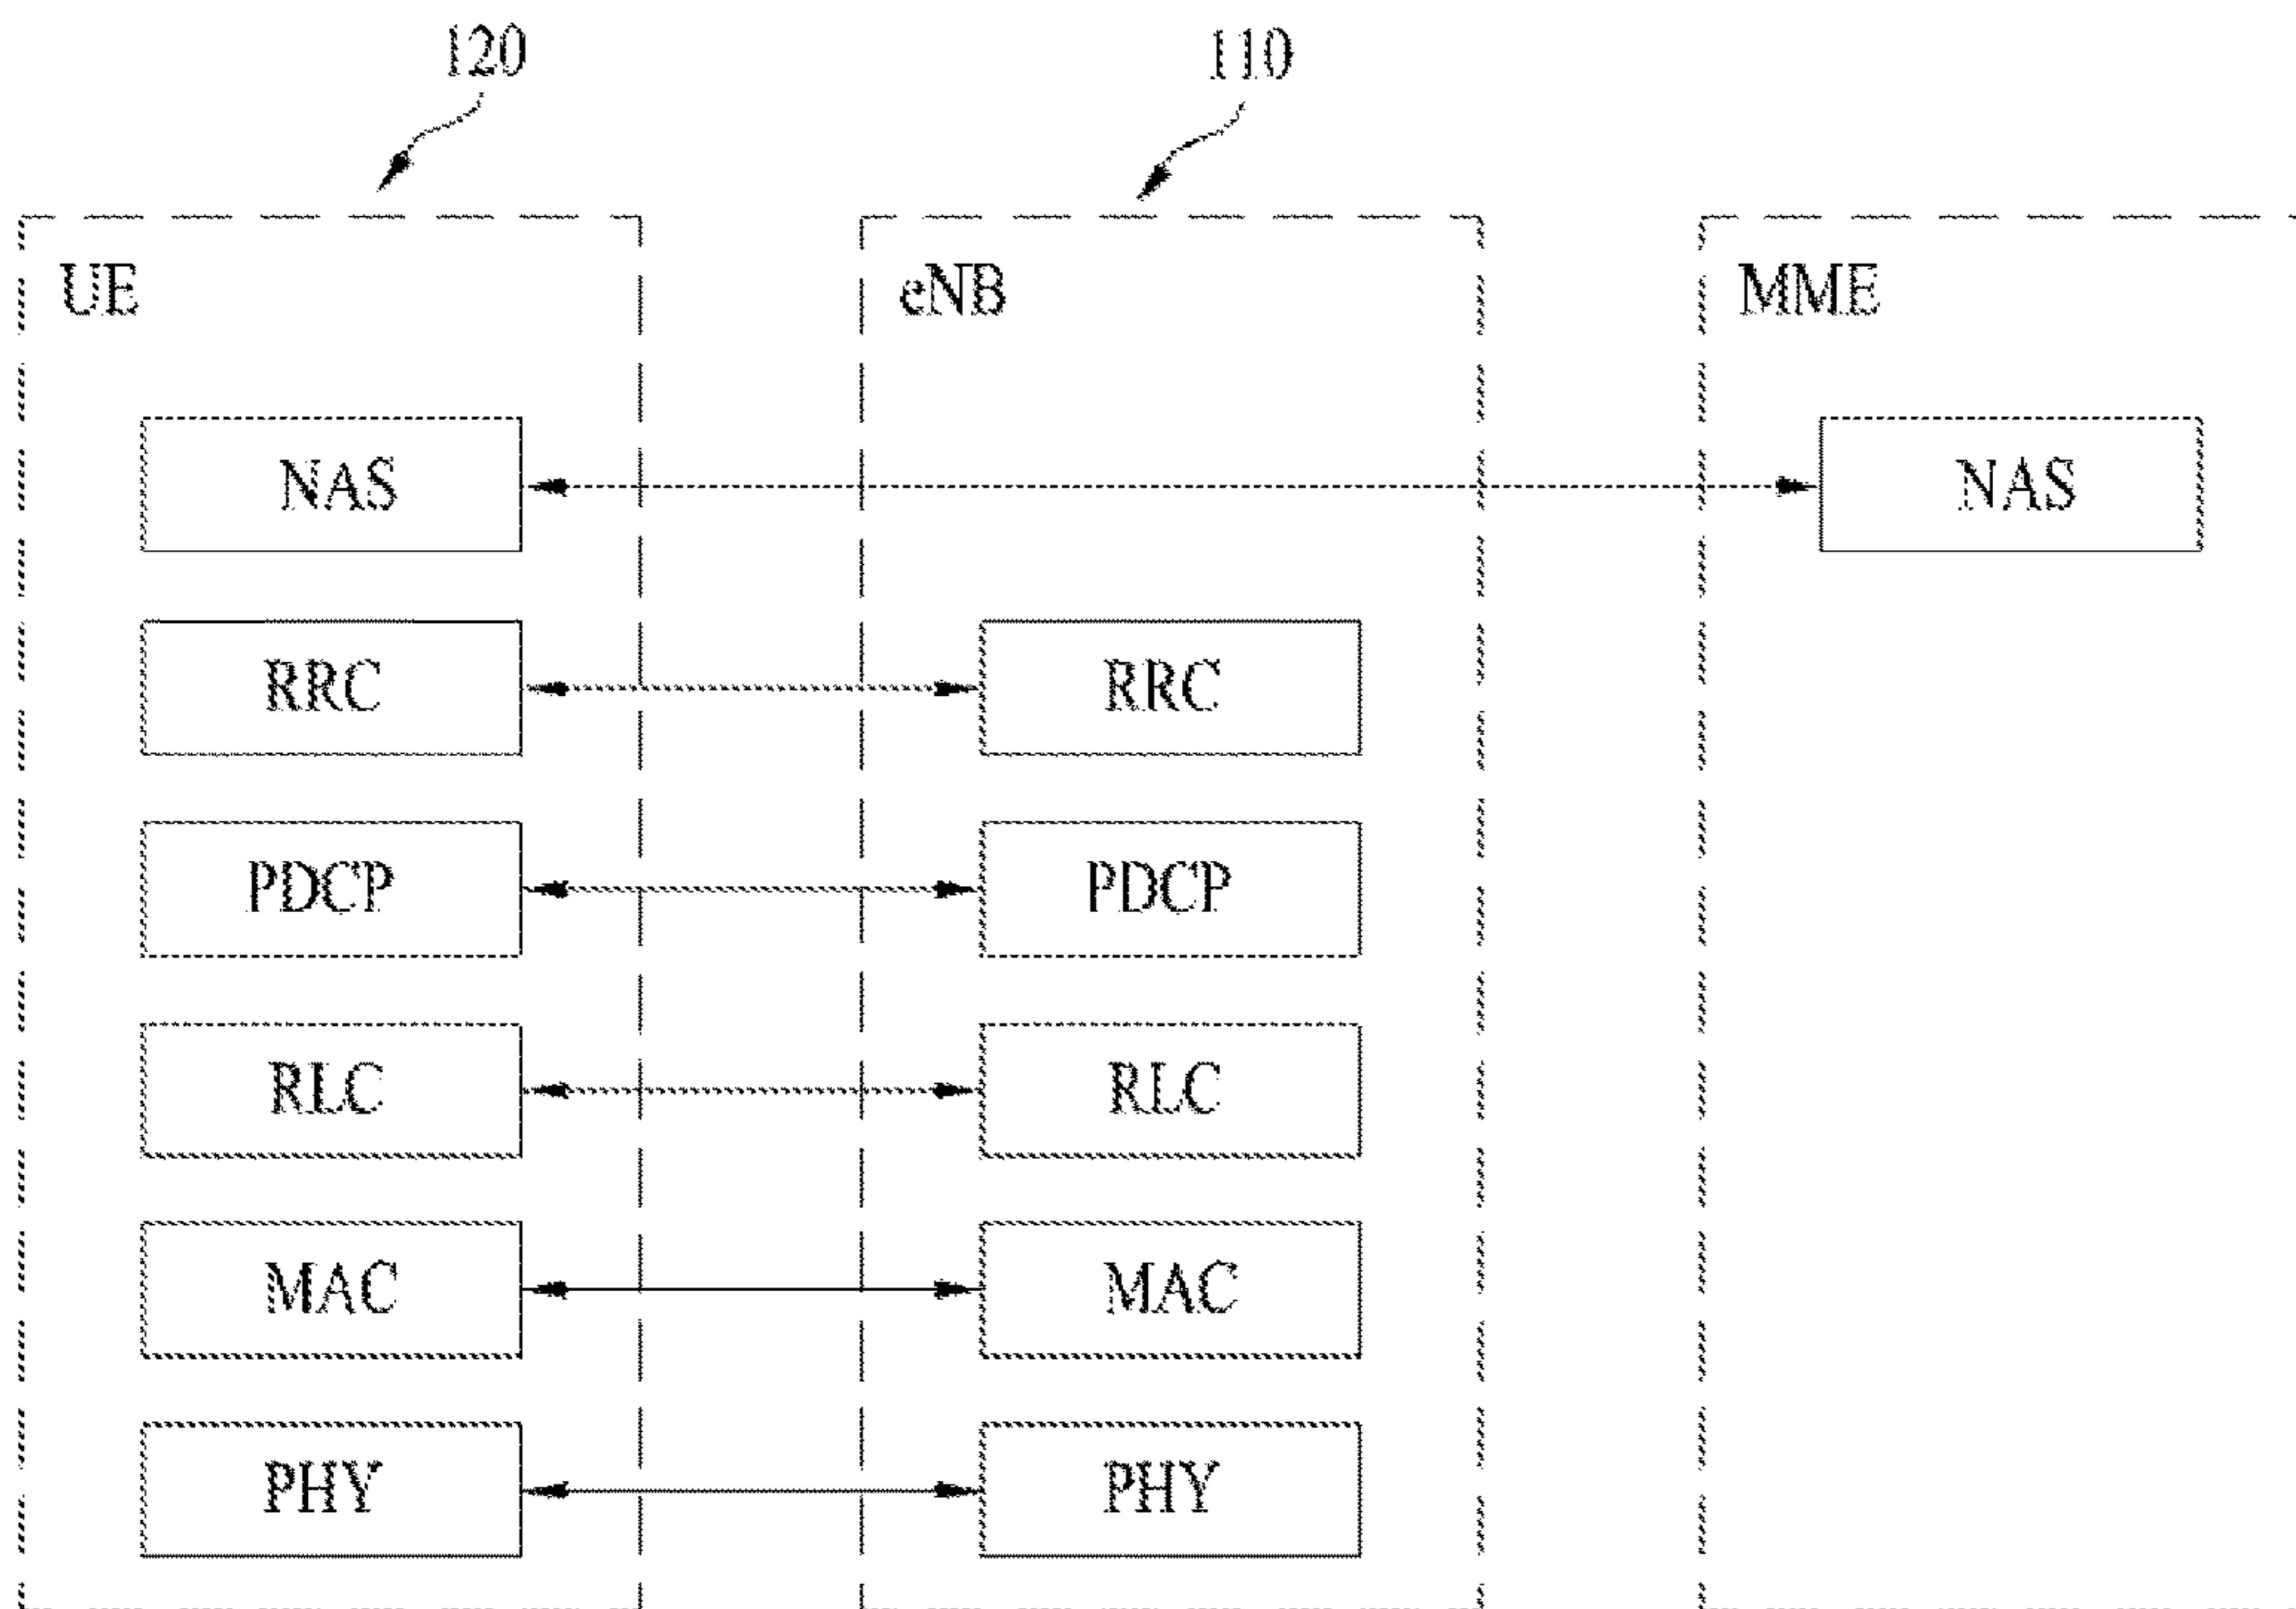 120
110
UE
eNB
MME
NAS
NAS
RRC
RRC
PDCP
PDCP
RLC
RLC
MAC
MAC
PHY
PHY